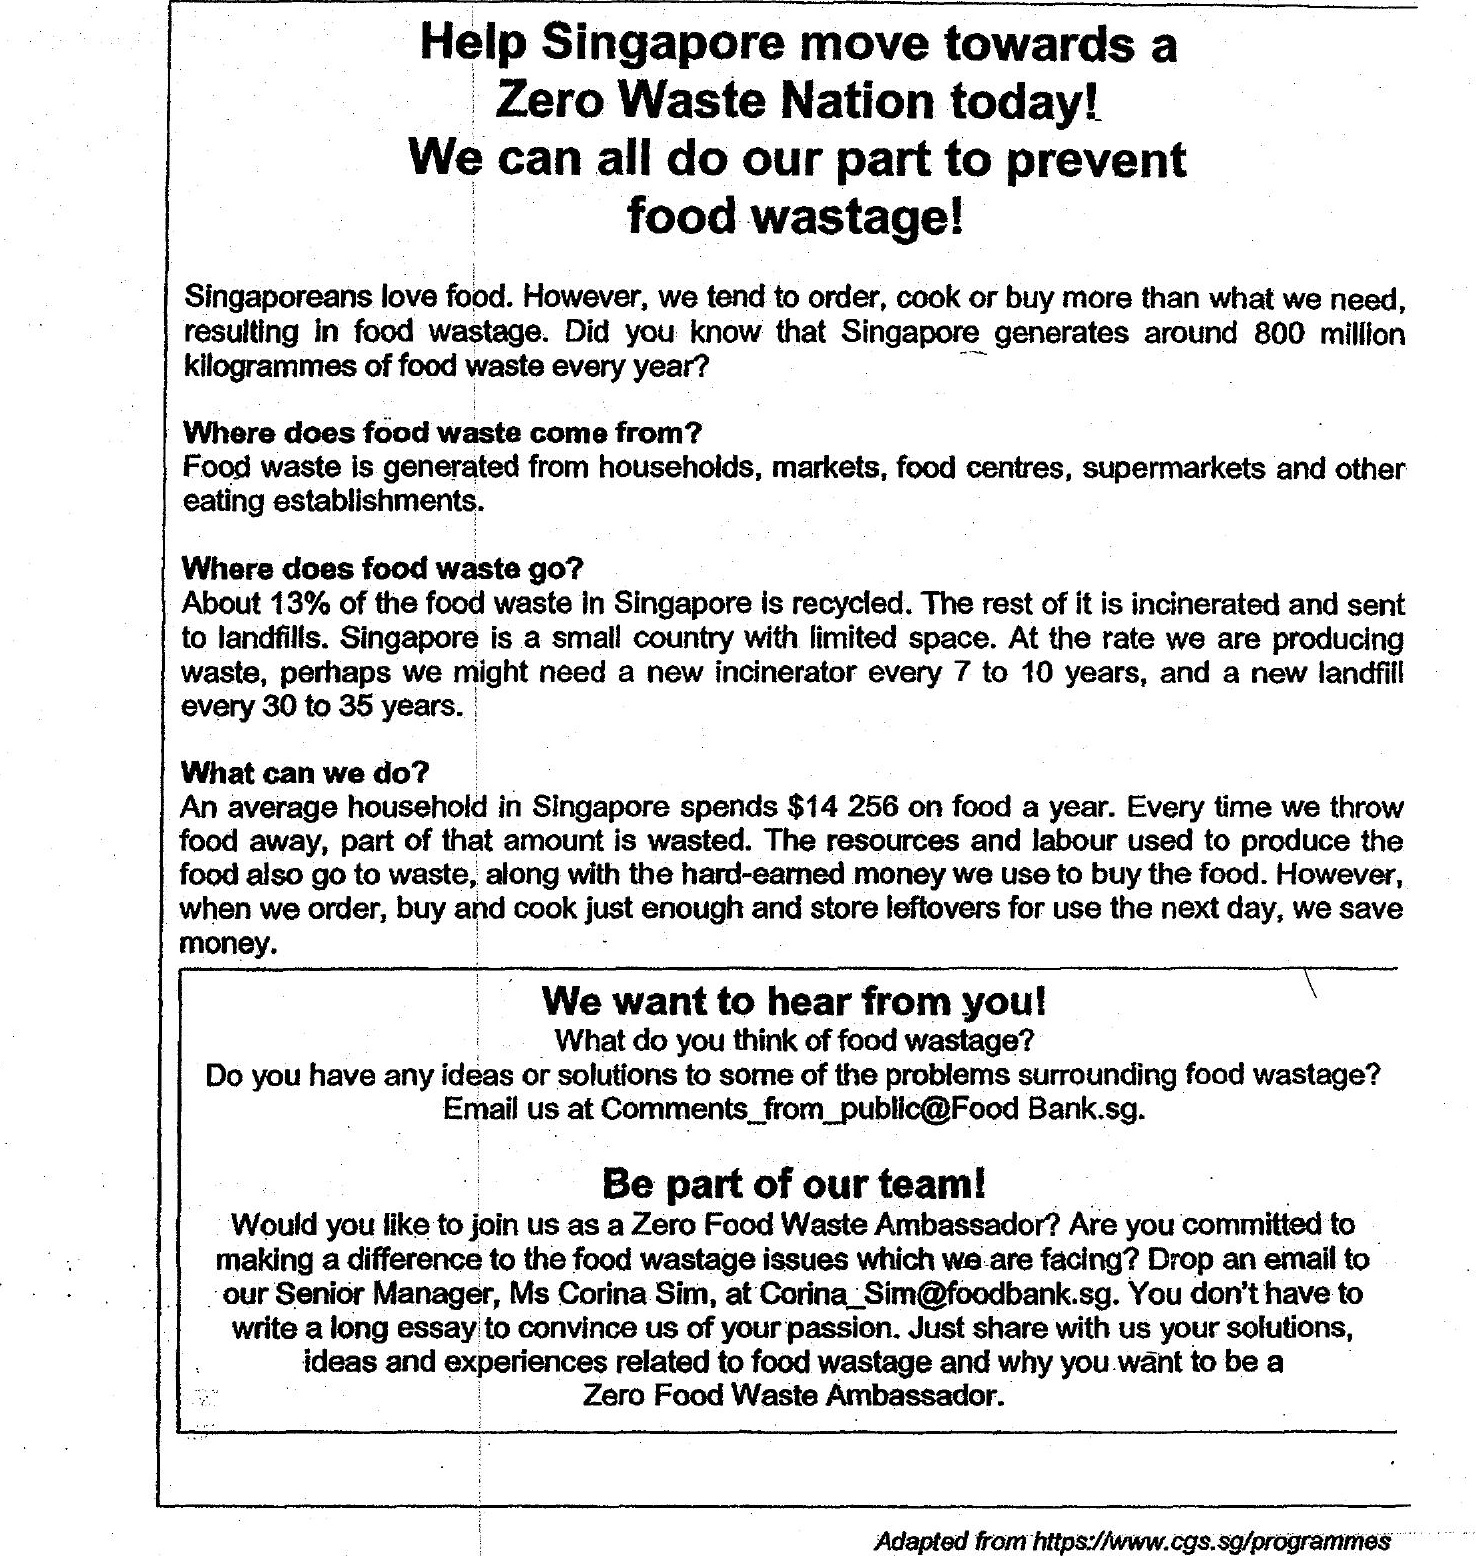 Help Singapore move towards a
Zero Waste Nation today!
We can all do our part to prevent
food wastage!
Singaporeans love food. However, we tend to order, cook or buy more than what we need,
resulting in food wastage. Did you know that Singapore generates around 800 million
kilogrammes of food waste every year?
Where does food waste come from?
Food waste is generated from households, markets, food centres, supermarkets and other
eating establishments.
Where does food waste go?
About 13% of the food waste in Singapore is recycled. The rest of it is incinerated and sent
to landfills. Singapore is a small country with limited space. At the rate we are producing
waste, perhaps we might need a new incinerator every 7 to 10 years, and a new landfill
every 30 to 35 years.
What can we do?
An average household in Singapore spends $14 256 on food a year. Every time we throw
food away, part of that amount is wasted. The resources and labour used to produce the
food also go to waste, along with the hard-earned money we use to buy the food. However,
when we order, buy and cook just enough and store leftovers for use the next day, we save
money.
We want to hear from you!
What do you think of food wastage?
Do you have any ideas or solutions to some of the problems surrounding food wastage?
Email us at Comments_from_public@Food Bank.sg.
Be part of our team!
Would you like to join us as a Zero Food Waste Ambassador? Are you committed to
making a difference to the food wastage issues which we are facing? Drop an email to
our Senior Manager, Ms Corina Sim, at Corina_Sim@foodbank.sg. You don't have to
write a long essay to convince us of your passion. Just share with us your solutions,
ideas and experiences related to food wastage and why you want to be a
Zero Food Waste Ambassador.
Adapted from https://www.cgs.sg/programmes